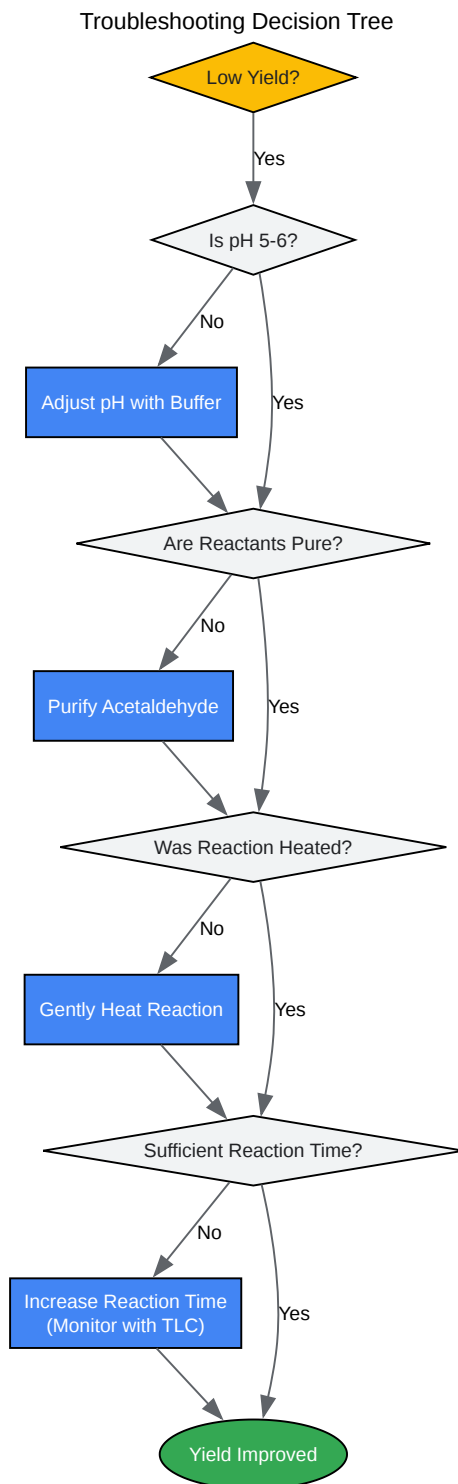 Troubleshooting Decision Tree
Low Yield?
Yes
Is pH 5-6?
No
Adjust pH with Buffer
Yes
Are Reactants Pure?
No
Purify Acetaldehyde
Yes
Was Reaction Heated?
No
Gently Heat Reaction
Yes
Sufficient Reaction Time?
No
Increase Reaction Time
(Monitor with TLC)
Yes
Yield Improved